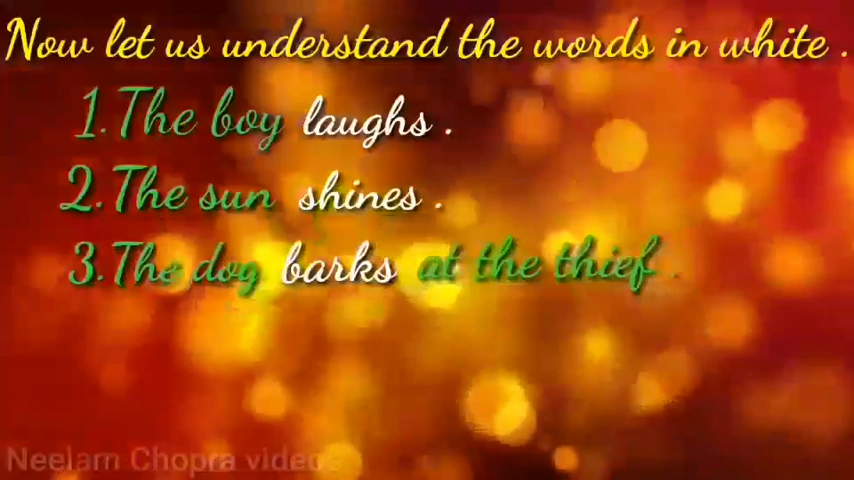 Now let us understand the words in white .
1. The boy laughs .
2. The sun shines .
3. The dog barks at the thief .
Neelam Chopra videos